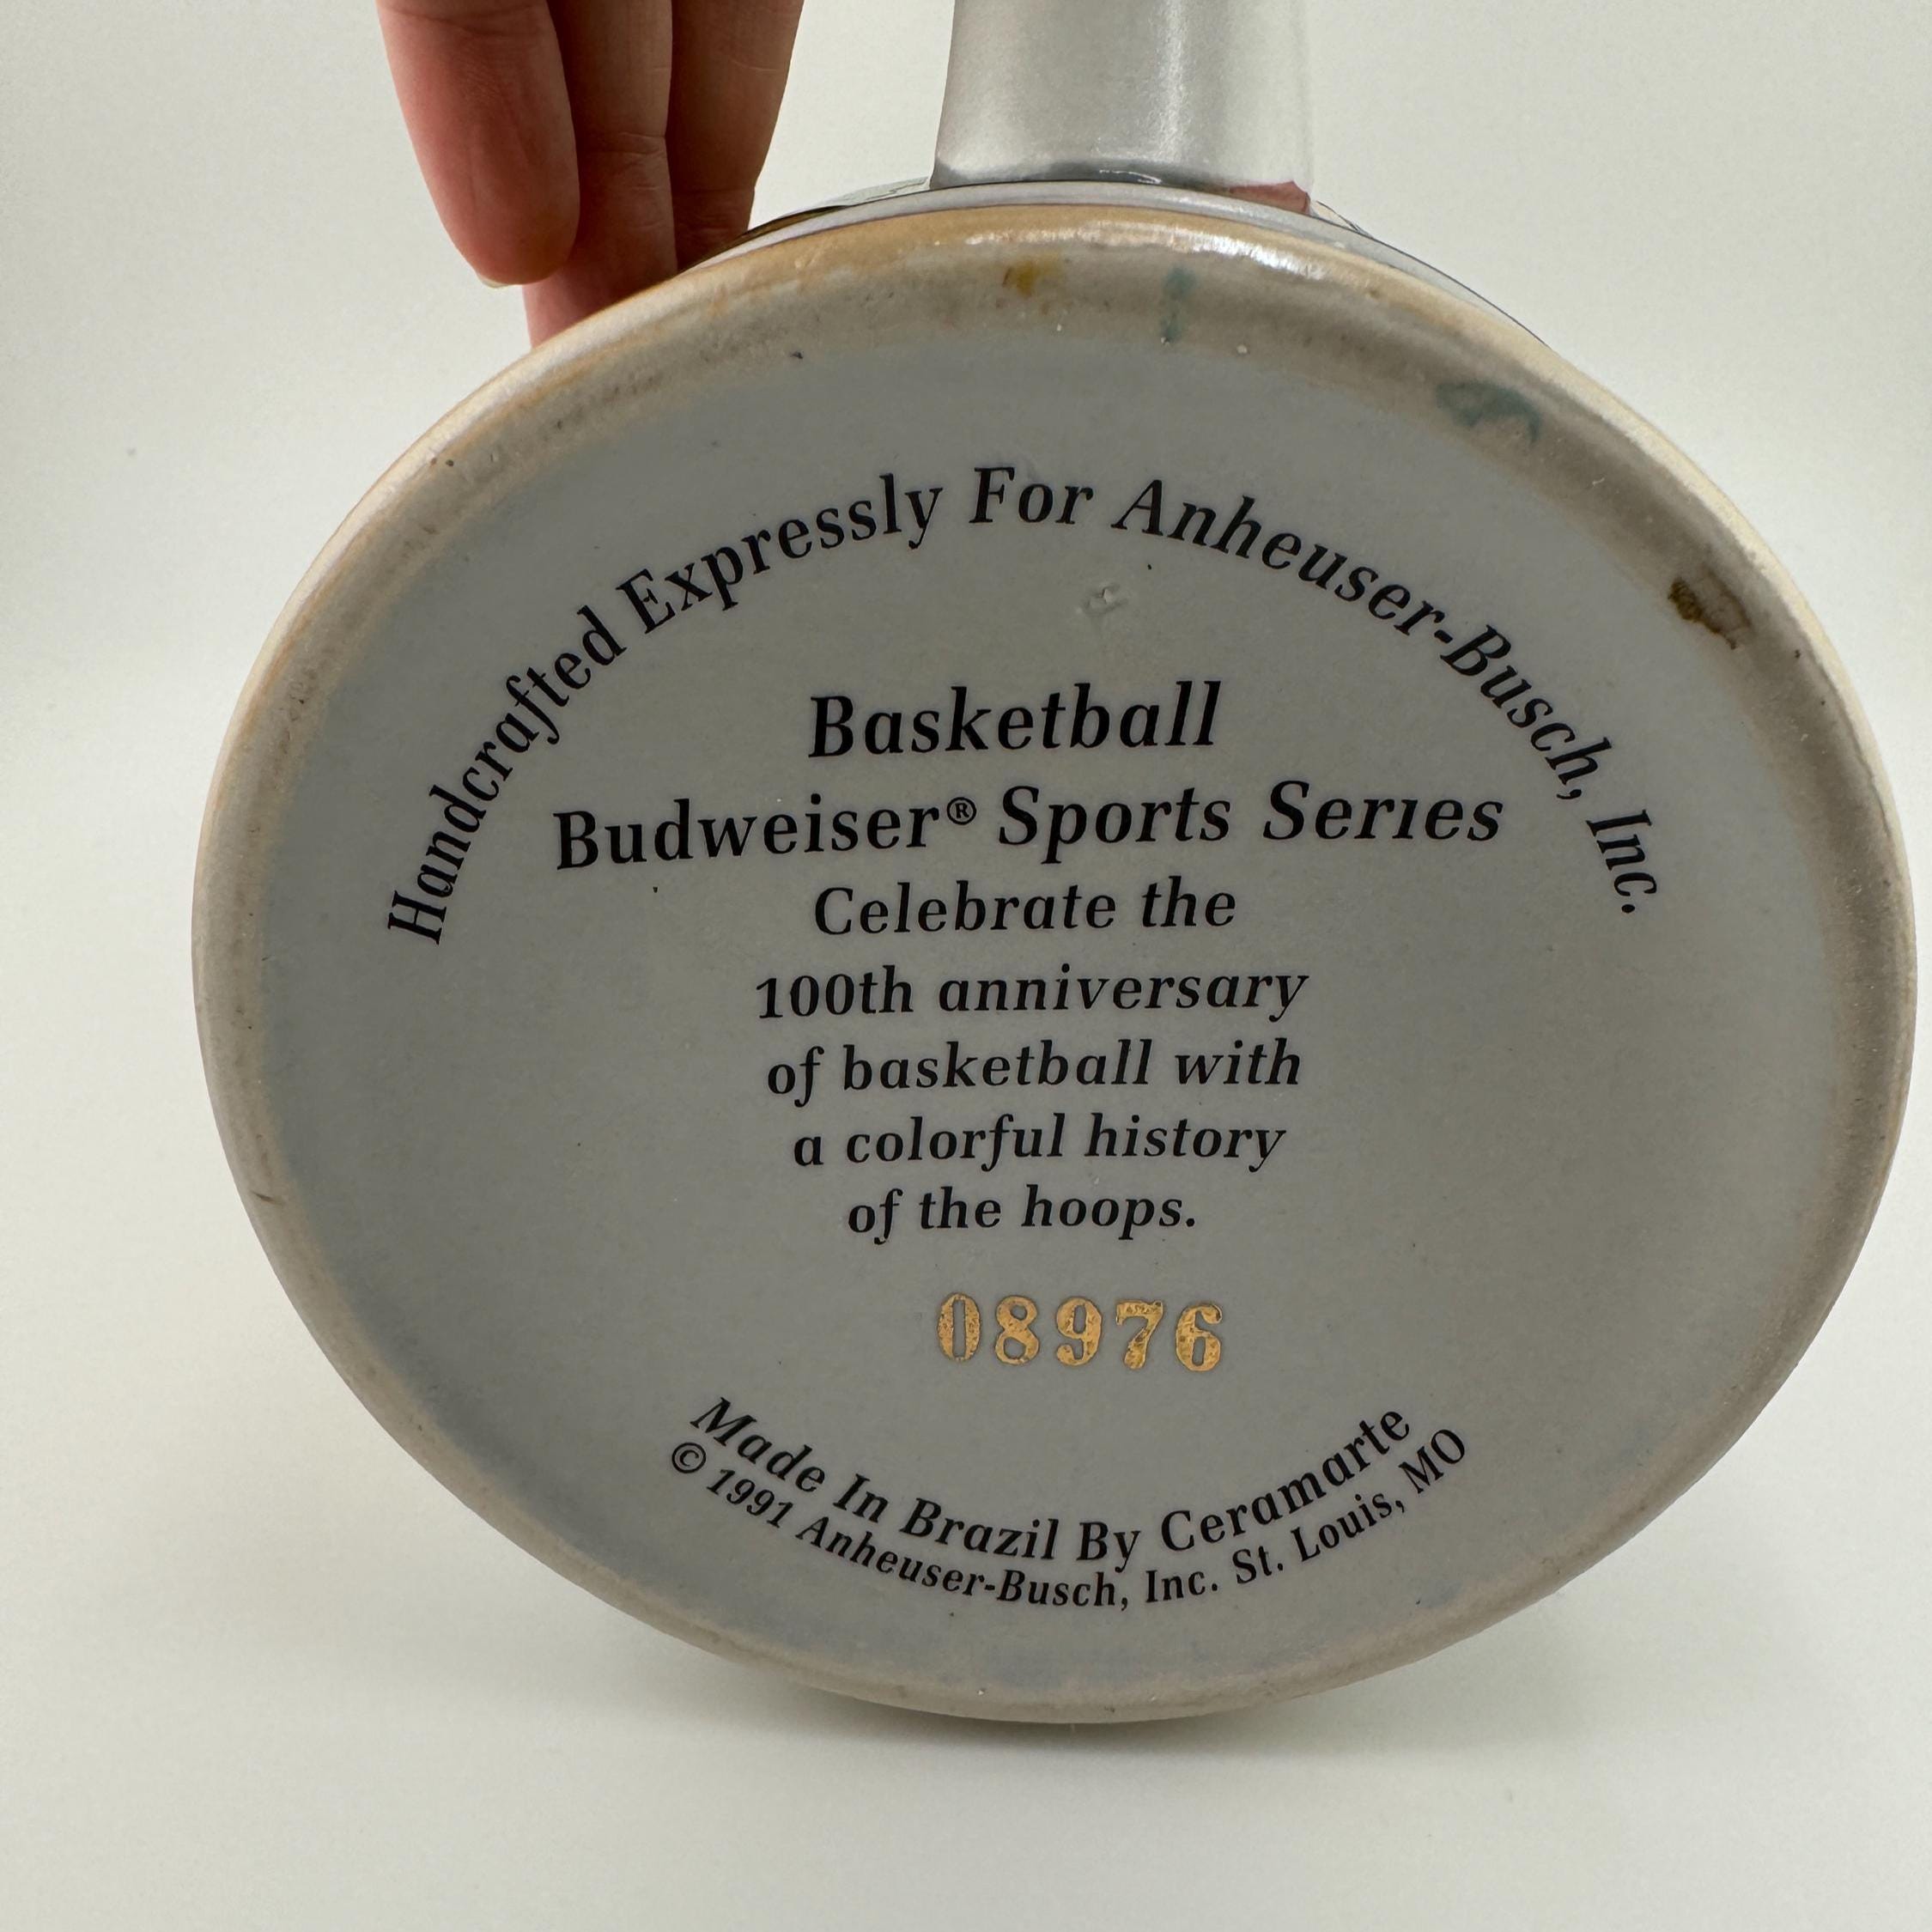 Handcrafted Expressly For Anheuser-Busch, Inc.
Basketball
Budweiser® Sports Series
Celebrate the
100th anniversary
of basketball with
a colorful history
of the hoops.
08976
Made In Brazil By Ceramarte
© 1991 Anheuser-Busch, Inc. St. Louis, MO